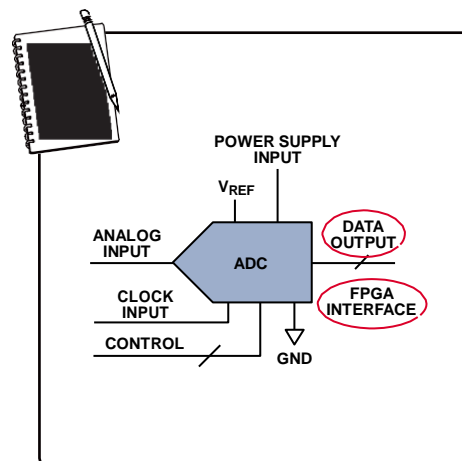 POWER SUPPLY
INPUT
VREF
DATA
OUTPUT
ANALOG
INPUT
ADC
FPGA
INTERFACE
CLOCK
INPUT
CONTROL
GND